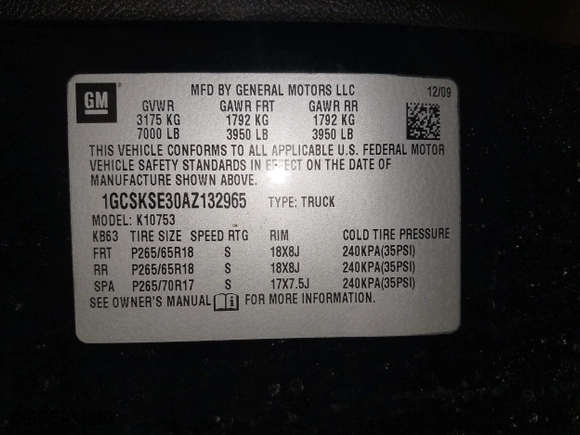 GM MFD BY GENERAL MOTORS LLC 12/09
GVWR GAWR FRT GAWR RR
3175 KG 1792 KG 1792 KG
7000 LB 3950 LB 3950 LB
THIS VEHICLE CONFORMS TO ALL APPLICABLE U.S. FEDERAL MOTOR
VEHICLE SAFETY STANDARDS IN EFFECT ON THE DATE OF
MANUFACTURE SHOWN ABOVE.
1GCSKSE30AZ132965 TYPE: TRUCK
MODEL: K10753
KB63 TIRE SIZE SPEED RTG RIM COLD TIRE PRESSURE
FRT P265/65R18 S 18X8J 240KPA(35PSI)
RR P265/65R18 S 18X8J 240KPA(35PSI)
SPA P265/70R17 S 17X7.5J 240KPA(35PSI)
SEE OWNER'S MANUAL FOR MORE INFORMATION.